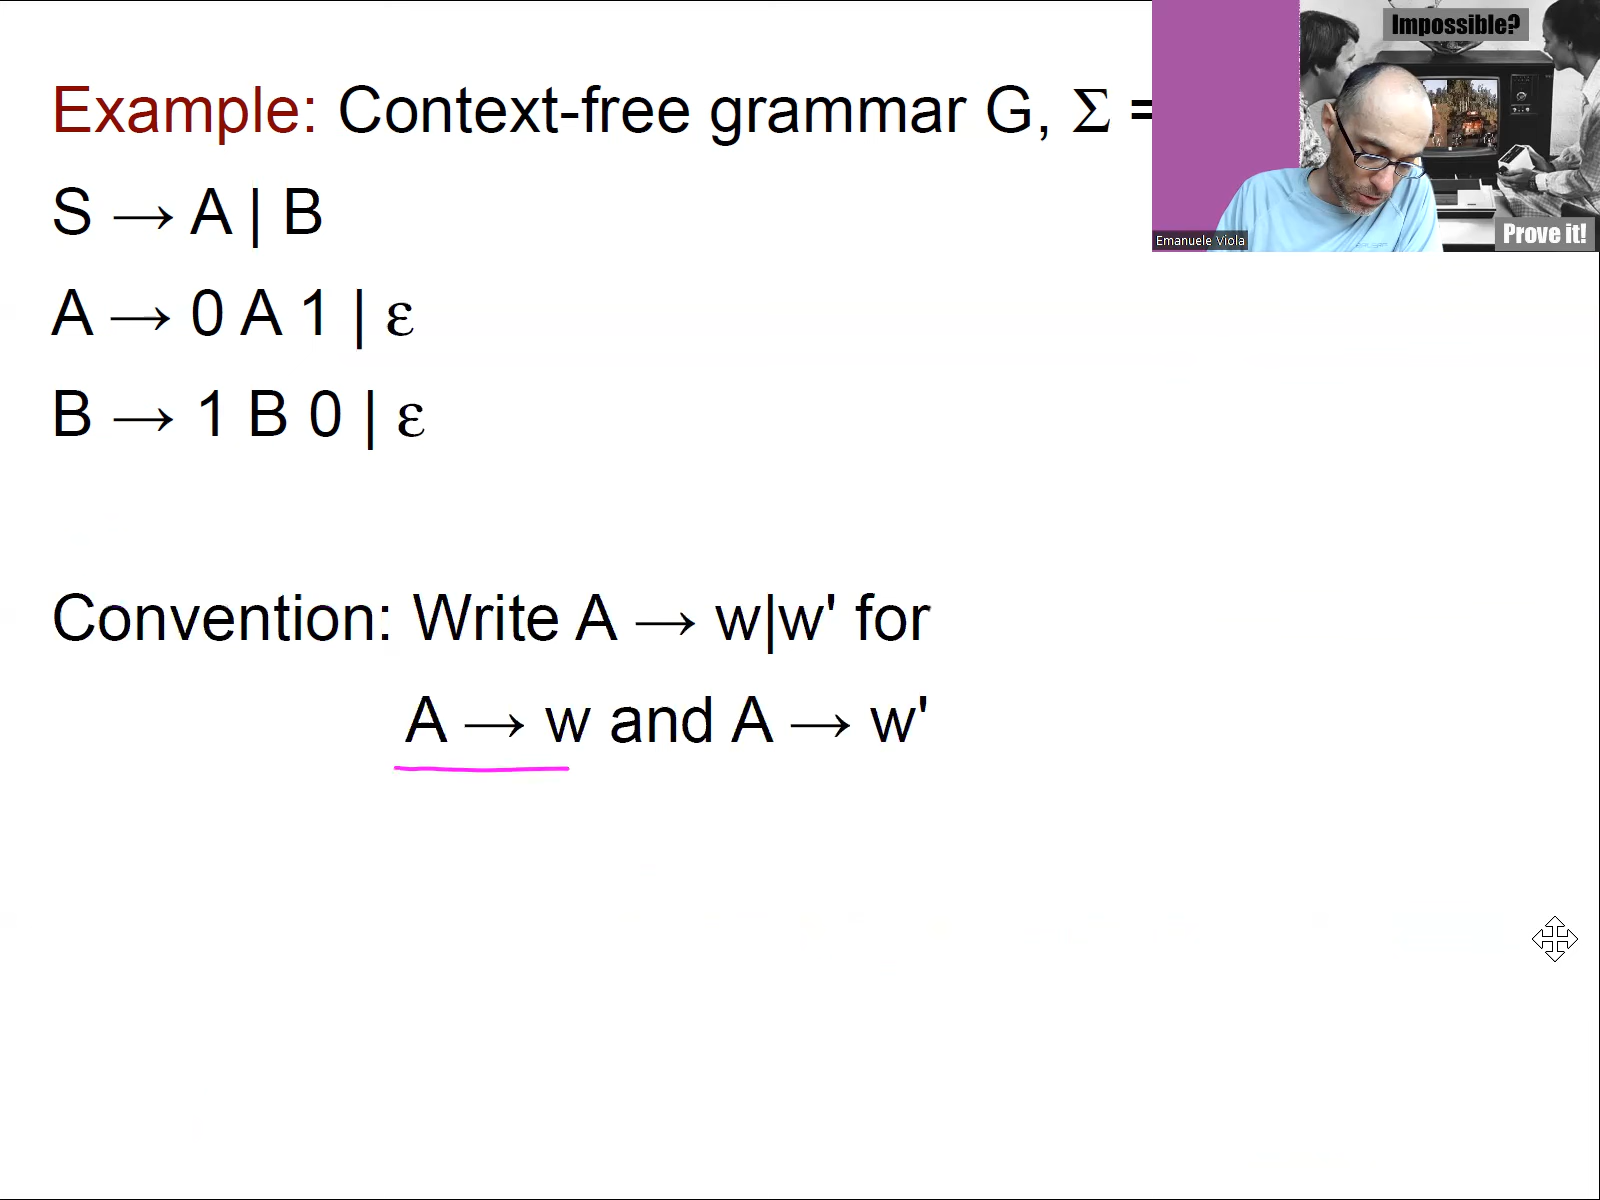 Example: Context-free grammar G, Σ =
S → A | B
A → 0 A 1 | ε
B → 1 B 0 | ε
Convention: Write A → w|w' for
A → w and A → w'
Impossible?
Prove it!
Emanuele Viola